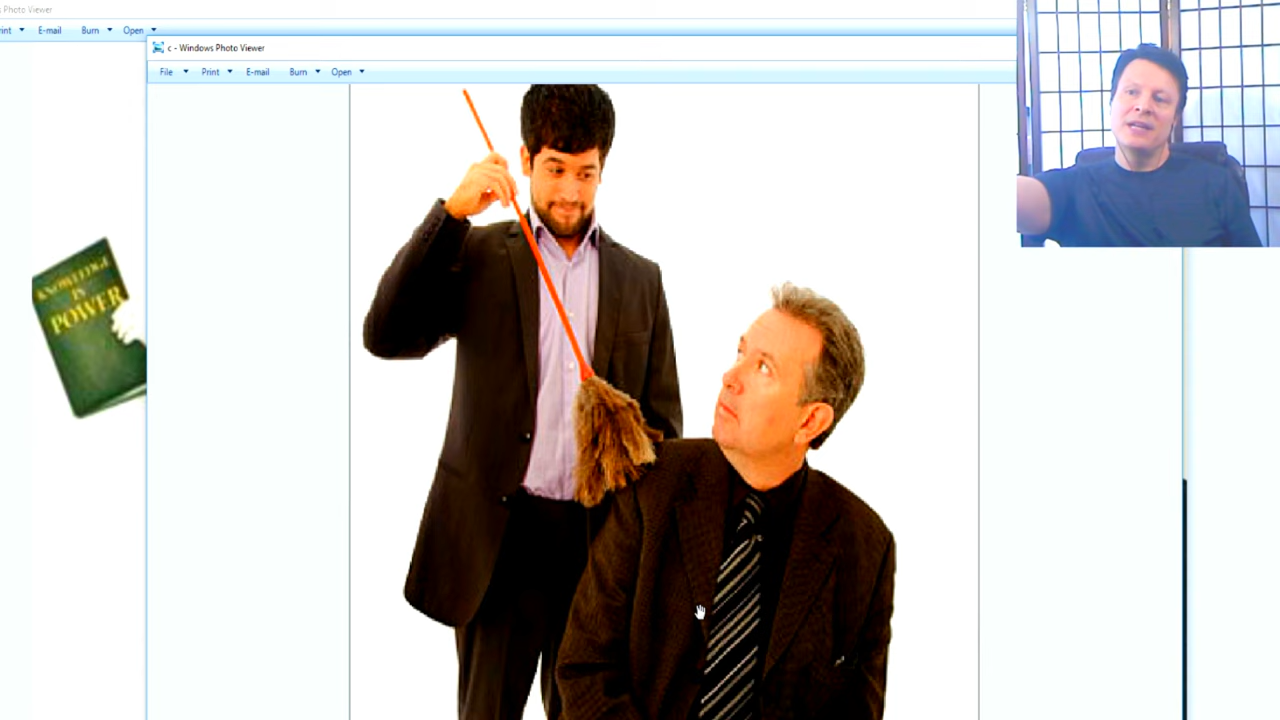 Photo Viewer
E-mail
Burn
Open
c - Windows Photo Viewer
File
Print
E-mail
Burn
Open
KNOWLEDGE
IS
POWER